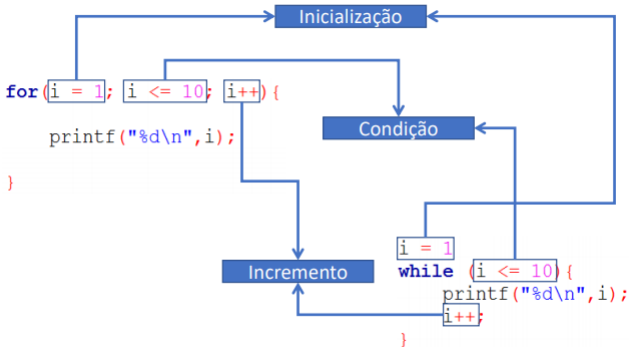 Inicialização
for(i = 1; i <= 10; i++){
Condição
printf("%d\n",i);
}
Incremento
i = 1
while (i <= 10){
printf("%d\n",i);
i++;
}